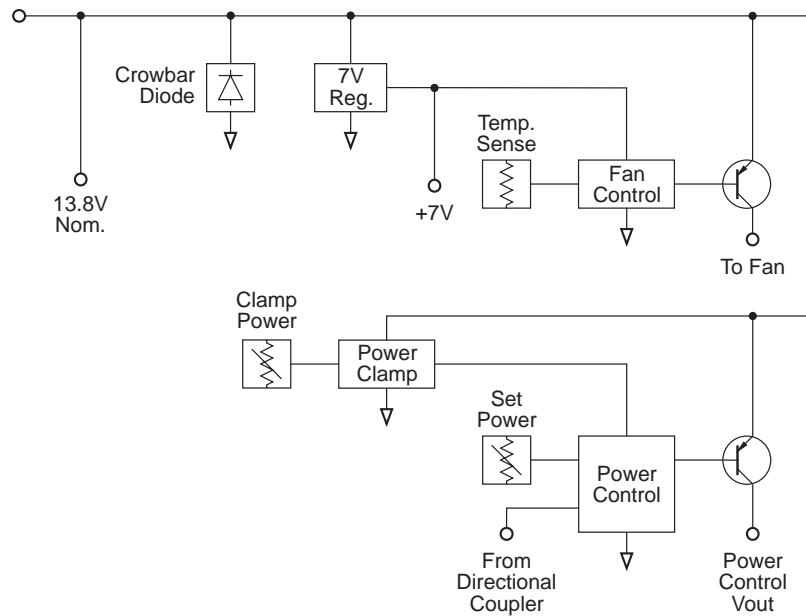 Crowbar
Diode
7V
Reg.
Temp.
Sense
Fan
Control
13.8V
Nom.
+7V
To Fan
Clamp
Power
Power
Clamp
Set
Power
Power
Control
From
Directional
Coupler
Power
Control
Vout